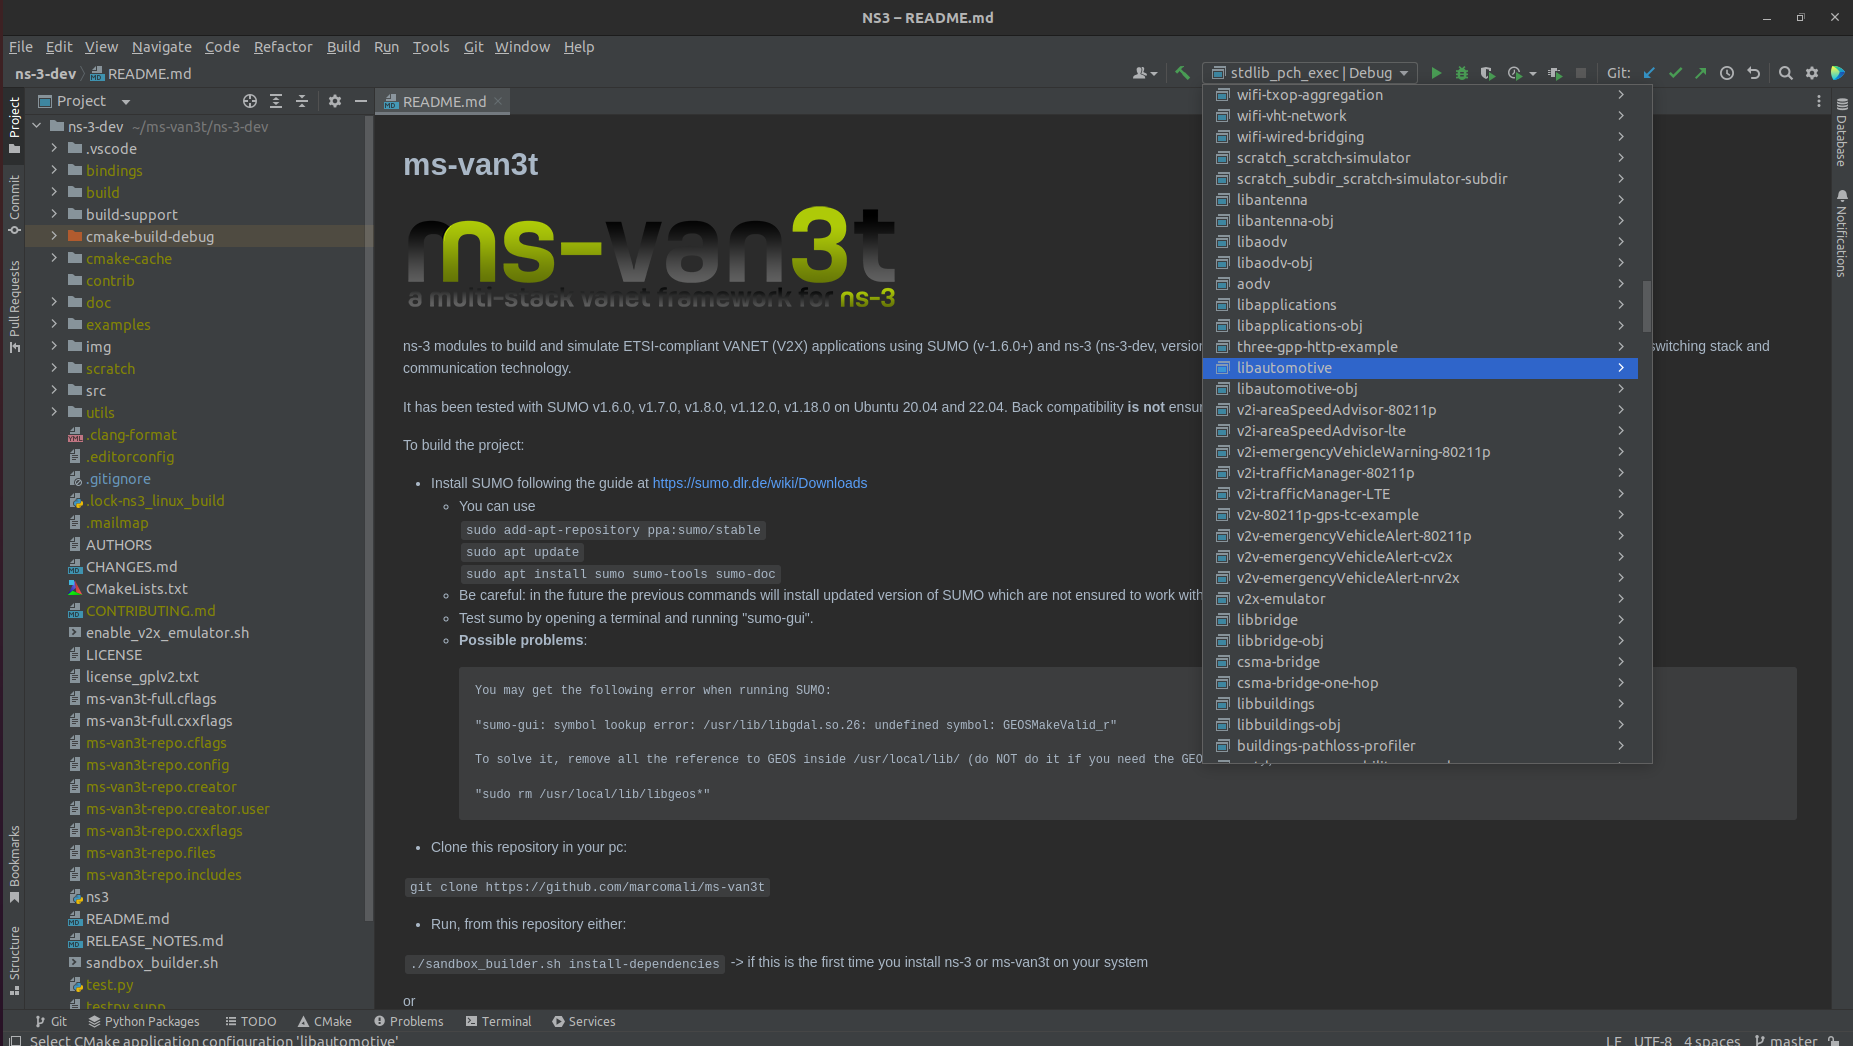 NS3 – README.md
File Edit View Navigate Code Refactor Build Run Tools Git Window Help
ns-3-dev README.md
stdlib_pch_exec | Debug
Git:
Project
README.md
Project
Commit
Pull Requests
Bookmarks
Structure
ns-3-dev ~/ms-van3t/ns-3-dev
.vscode
bindings
build
build-support
cmake-build-debug
cmake-cache
contrib
doc
examples
img
scratch
src
utils
.clang-format
.editorconfig
.gitignore
.lock-ns3_linux_build
.mailmap
AUTHORS
CHANGES.md
CMakeLists.txt
CONTRIBUTING.md
enable_v2x_emulator.sh
LICENSE
license_gplv2.txt
ms-van3t-full.cflags
ms-van3t-full.cxxflags
ms-van3t-repo.cflags
ms-van3t-repo.config
ms-van3t-repo.creator
ms-van3t-repo.creator.user
ms-van3t-repo.cxxflags
ms-van3t-repo.files
ms-van3t-repo.includes
ns3
README.md
RELEASE_NOTES.md
sandbox_builder.sh
test.py
testpy.supp
ms-van3t
ms-van3t
a multi-stack vanet framework for ns-3
ns-3 modules to build and simulate ETSI-compliant VANET (V2X) applications using SUMO (v-1.6.0+) and ns-3 (ns-3-dev, version switching stack and
communication technology.
It has been tested with SUMO v1.6.0, v1.7.0, v1.8.0, v1.12.0, v1.18.0 on Ubuntu 20.04 and 22.04. Back compatibility is not ensu
To build the project:
• Install SUMO following the guide at https://sumo.dlr.de/wiki/Downloads
◦ You can use
sudo add-apt-repository ppa:sumo/stable
sudo apt update
sudo apt install sumo sumo-tools sumo-doc
◦ Be careful: in the future the previous commands will install updated version of SUMO which are not ensured to work with
◦ Test sumo by opening a terminal and running "sumo-gui".
◦ Possible problems:
You may get the following error when running SUMO:
"sumo-gui: symbol lookup error: /usr/lib/libgdal.so.26: undefined symbol: GEOSMakeValid_r"
To solve it, remove all the reference to GEOS inside /usr/local/lib/ (do NOT do it if you need the GEO
"sudo rm /usr/local/lib/libgeos*"
• Clone this repository in your pc:
git clone https://github.com/marcomali/ms-van3t
• Run, from this repository either:
./sandbox_builder.sh install-dependencies -> if this is the first time you install ns-3 or ms-van3t on your system
or
wifi-txop-aggregation
wifi-vht-network
wifi-wired-bridging
scratch_scratch-simulator
scratch_subdir_scratch-simulator-subdir
libantenna
libantenna-obj
libaodv
libaodv-obj
aodv
libapplications
libapplications-obj
three-gpp-http-example
libautomotive
libautomotive-obj
v2i-areaSpeedAdvisor-80211p
v2i-areaSpeedAdvisor-lte
v2i-emergencyVehicleWarning-80211p
v2i-trafficManager-80211p
v2i-trafficManager-LTE
v2v-80211p-gps-tc-example
v2v-emergencyVehicleAlert-80211p
v2v-emergencyVehicleAlert-cv2x
v2v-emergencyVehicleAlert-nrv2x
v2x-emulator
libbridge
libbridge-obj
csma-bridge
csma-bridge-one-hop
libbuildings
libbuildings-obj
buildings-pathloss-profiler
Database
Notifications
Git Python Packages TODO CMake Problems Terminal Services
Select CMake application configuration 'libautomotive'
LF UTF-8 4 spaces master